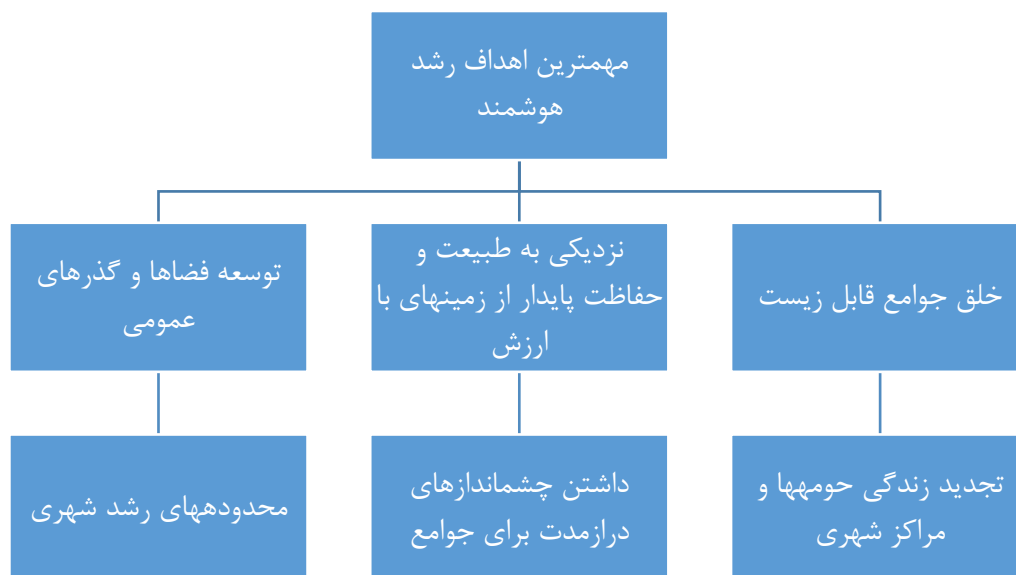 مهمترین اهداف رشد
هوشمند
خلق جوامع قابل زیست
نزدیکی به طبیعت و
حفاظت پایدار از زمینهای با
ارزش
توسعه فضاها و گذرهای
عمومی
تجدید زندگی حومهها و
مراکز شهری
داشتن چشماندازهای
درازمدت برای جوامع
محدودههای رشد شهری